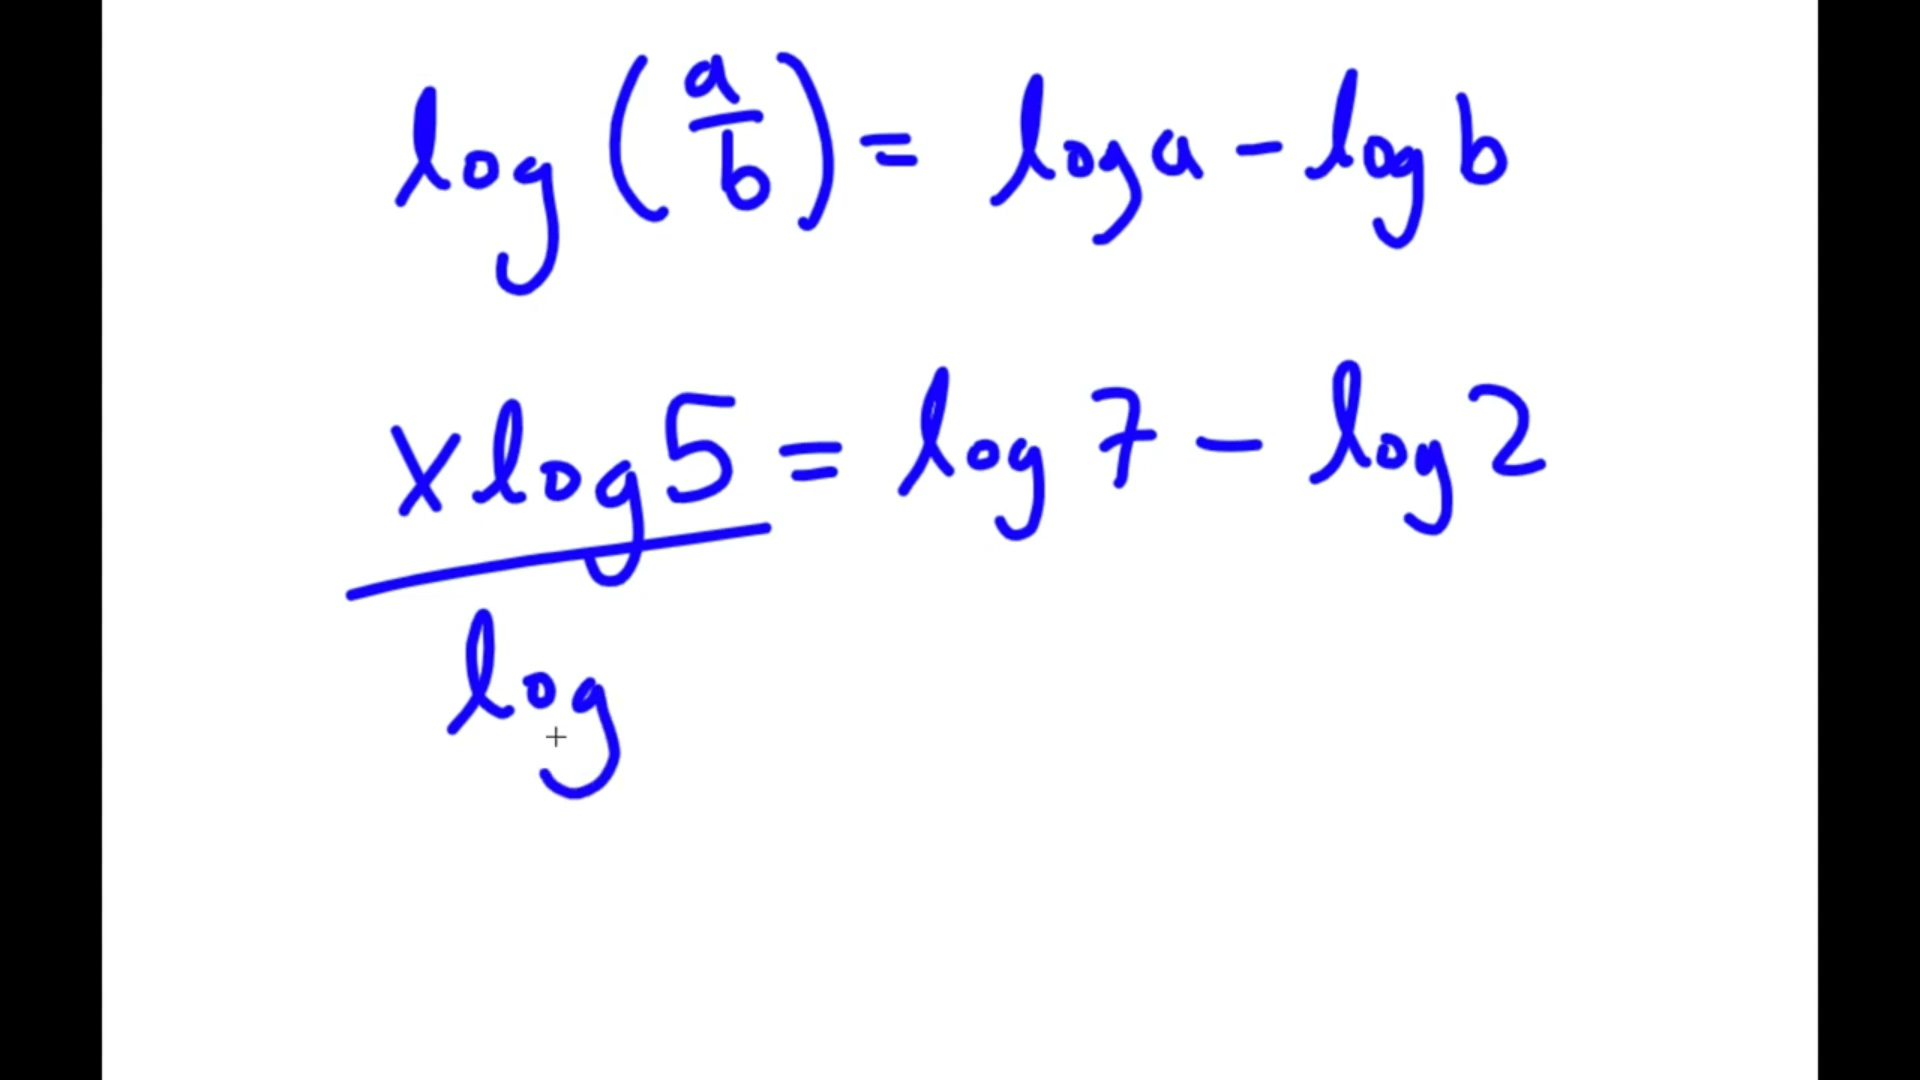 log (a/b) = log a - log b
x log 5 = log 7 - log 2
log